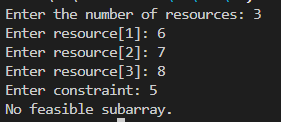 Enter the number of resources: 3
Enter resource[1]: 6
Enter resource[2]: 7
Enter resource[3]: 8
Enter constraint: 5
No feasible subarray.